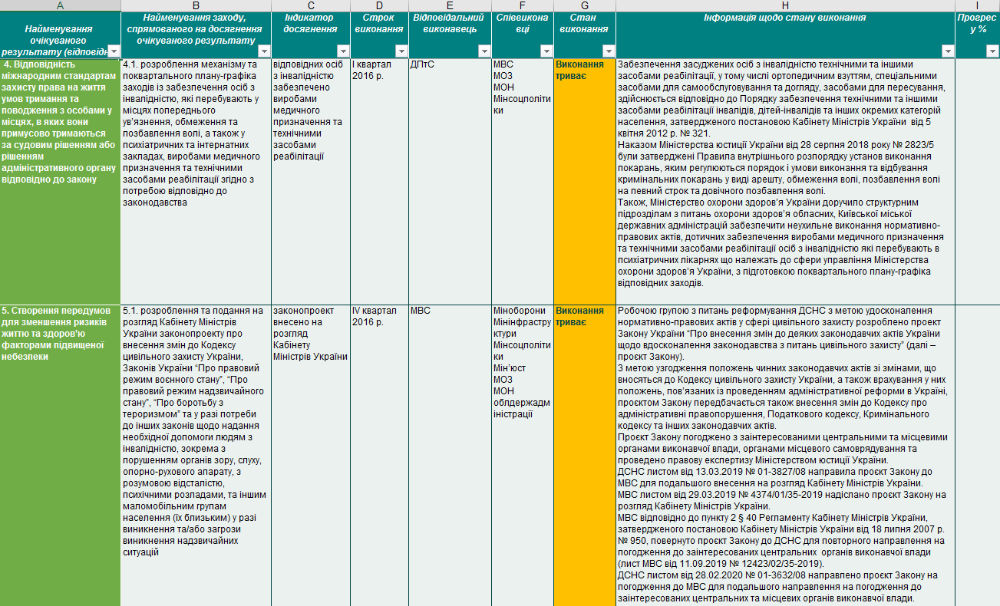 A B C D E F G H I
Найменування
очікуваного
результату (відповідн
Найменування заходу,
спрямованого на досягнення
очікуваного результату
Індикатор
досягнення
Строк
виконання
Відповідальний
виконавець
Співвикона
вці
Стан
виконання
Інформація щодо стану виконання
Прогрес
у %
4. Відповідність
міжнародним стандартам
захисту права на життя
умов тримання та
поводження з особами у
місцях, в яких вони
примусово тримаються
за судовим рішенням або
рішенням
адміністративного органу
відповідно до закону
4.1. розроблення механізму та
поквартального плану-графіка
заходів із забезпечення осіб з
інвалідністю, які перебувають у
місцях попереднього
ув’язнення, обмеження та
позбавлення волі, а також у
психіатричних та інтернатних
закладах, виробами медичного
призначення та технічними
засобами реабілітації згідно з
потребою відповідно до
законодавства
відповідних осіб
з інвалідністю
забезпечено
виробами
медичного
призначення та
технічними
засобами
реабілітації
I квартал
2016 р.
ДПтС
МВС
МОЗ
МОН
Мінсоцполіти
ки
Виконання
триває
Забезпечення засуджених осіб з інвалідністю технічними та іншими
засобами реабілітації, у тому числі ортопедичним взуттям, спеціальними
засобами для самообслуговування та догляду, засобами для пересування,
здійснюється відповідно до Порядку забезпечення технічними та іншими
засобами реабілітації інвалідів, дітей-інвалідів та інших окремих категорій
населення, затвердженого постановою Кабінету Міністрів України від 5
квітня 2012 р. № 321.
Наказом Міністерства юстиції України від 28 серпня 2018 року № 2823/5
були затверджені Правила внутрішнього розпорядку установ виконання
покарань, яким регулюються порядок і умови виконання та відбування
кримінальних покарань у виді арешту, обмеження волі, позбавлення волі
на певний строк та довічного позбавлення волі.
Також, Міністерство охорони здоров’я України доручило структурним
підрозділам з питань охорони здоров’я обласних, Київської міської
державних адміністрацій забезпечити неухильне виконання нормативно-
правових актів, дотичних забезпечення виробами медичного призначення
та технічними засобами реабілітації осіб з інвалідністю які перебувають в
психіатричних лікарнях що належать до сфери управління Міністерства
охорони здоров’я України, з підготовкою поквартального плану-графіка
відповідних заходів.
5. Створення передумов
для зменшення ризиків
життю та здоров’ю
факторами підвищеної
небезпеки
5.1. розроблення та подання на
розгляд Кабінету Міністрів
України законопроекту про
внесення змін до Кодексу
цивільного захисту України,
Законів України “Про правовий
режим воєнного стану”, “Про
правовий режим надзвичайного
стану”, “Про боротьбу з
тероризмом” та у разі потреби
до інших законів щодо надання
необхідної допомоги людям з
інвалідністю, зокрема з
порушенням органів зору, слуху,
опорно-рухового апарату, з
розумовою відсталістю,
психічними розладами, та іншим
маломобільним групам
населення (їх близьким) у разі
виникнення та/або загрози
виникнення надзвичайних
ситуацій
законопроект
внесено на
розгляд
Кабінету
Міністрів України
IV квартал
2016 р.
МВС
Міноборони
Мінінфрастру
ктури
Мінсоцполіти
ки
Мін’юст
МОЗ
МОН
облдержадм
іністрації
Виконання
триває
Робочою групою з питань реформування ДСНС з метою удосконалення
нормативно-правових актів у сфері цивільного захисту розроблено проект
Закону України “Про внесення змін до деяких законодавчих актів України
щодо вдосконалення законодавства з питань цивільного захисту” (далі –
проєкт Закону).
З метою узгодження положень чинних законодавчих актів зі змінами, що
вносяться до Кодексу цивільного захисту України, а також врахування у них
положень, пов’язаних із проведенням адміністративної реформи в Україні,
проєктом Закону передбачається також внесення змін до Кодексу про
адміністративні правопорушення, Податкового кодексу, Кримінального
кодексу та інших законодавчих актів.
Проєкт Закону погоджено з заінтересованими центральними та місцевими
органами виконавчої влади, органами місцевого самоврядування та
проведено правову експертизу Міністерством юстиції України.
ДСНС листом від 13.03.2019 № 01-3827/08 направила проєкт Закону до
МВС для подальшого внесення на розгляд Кабінету Міністрів України.
МВС листом від 29.03.2019 № 4374/01/35-2019 надіслано проєкт Закону на
розгляд Кабінету Міністрів України.
МВС відповідно до пункту 2 § 40 Регламенту Кабінету Міністрів України,
затвердженого постановою Кабінету Міністрів України від 18 липня 2007 р.
№ 950, повернуто проєкт Закону до ДСНС для повторного направлення на
погодження до заінтересованих центральних органів виконавчої влади
(лист МВС від 11.09.2019 № 12423/02/35-2019).
ДСНС листом від 28.02.2020 № 01-3632/08 направлено проєкт Закону на
погодження до МВС для подальшого направлення на погодження до
заінтересованих центральних та місцевих органів виконавчої влади.